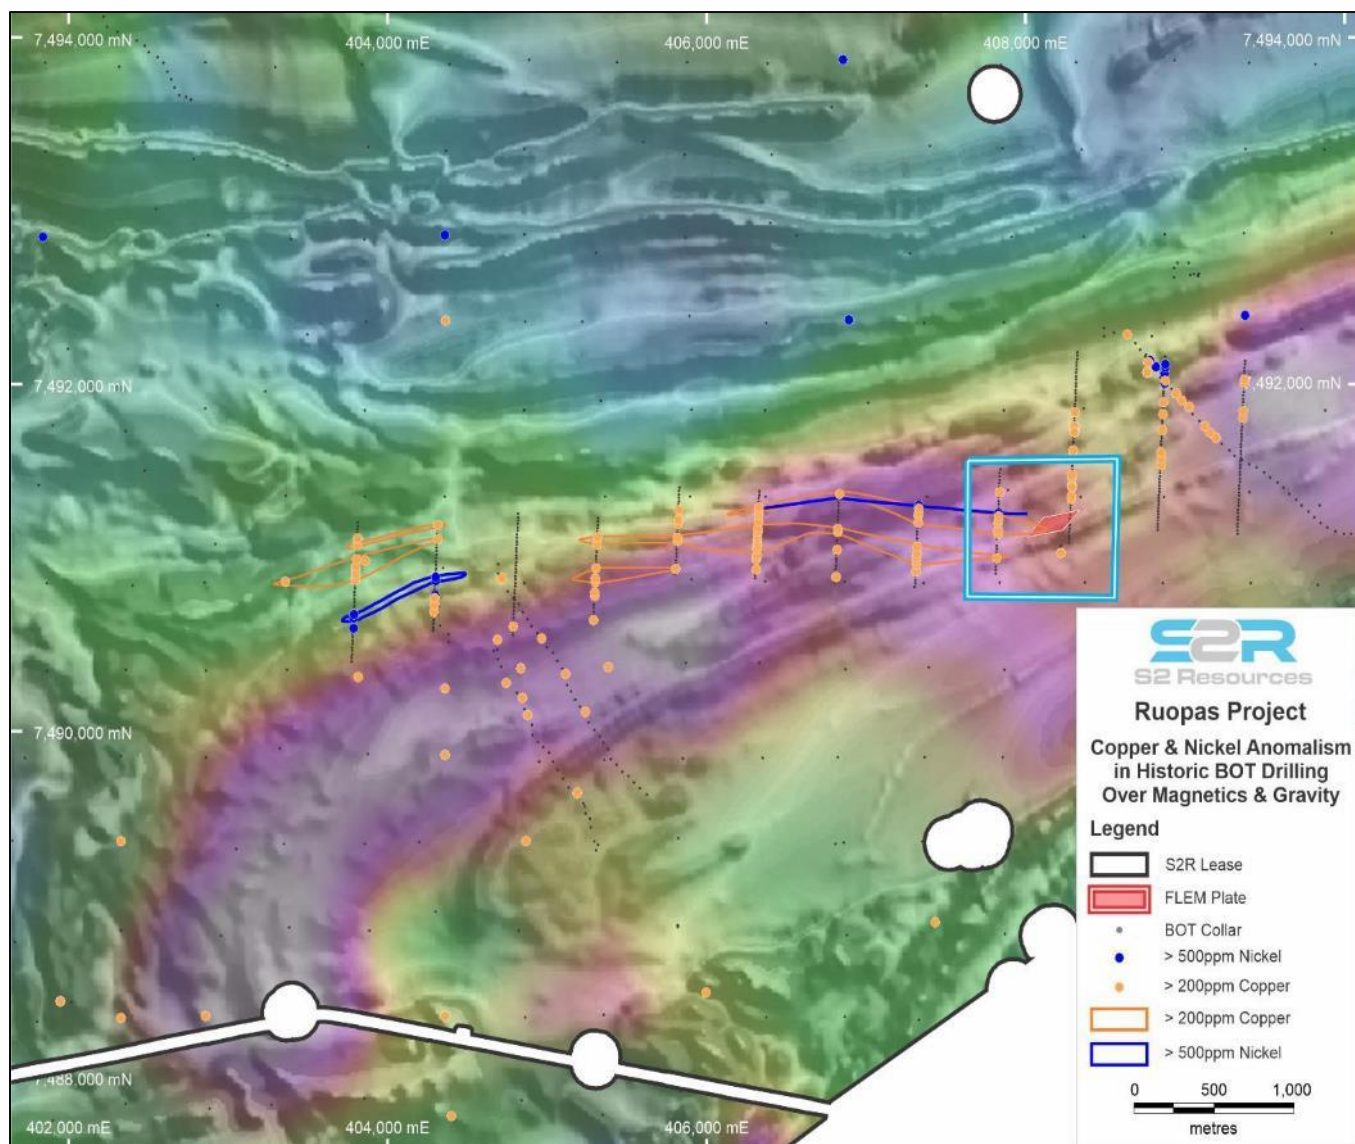 7,494,000 mN
404,000 mE
406,000 mE
408,000 mE
7,494,000 mN
7,492,000 mN
7,492,000 mN
7,490,000 mN
7,488,000 mN
402,000 mE
404,000 mE
406,000 mE
S2R
S2 Resources
Ruopas Project
Copper & Nickel Anomalism
in Historic BOT Drilling
Over Magnetics & Gravity
Legend
S2R Lease
FLEM Plate
BOT Collar
> 500ppm Nickel
> 200ppm Copper
> 200ppm Copper
> 500ppm Nickel
0 500 1,000
metres